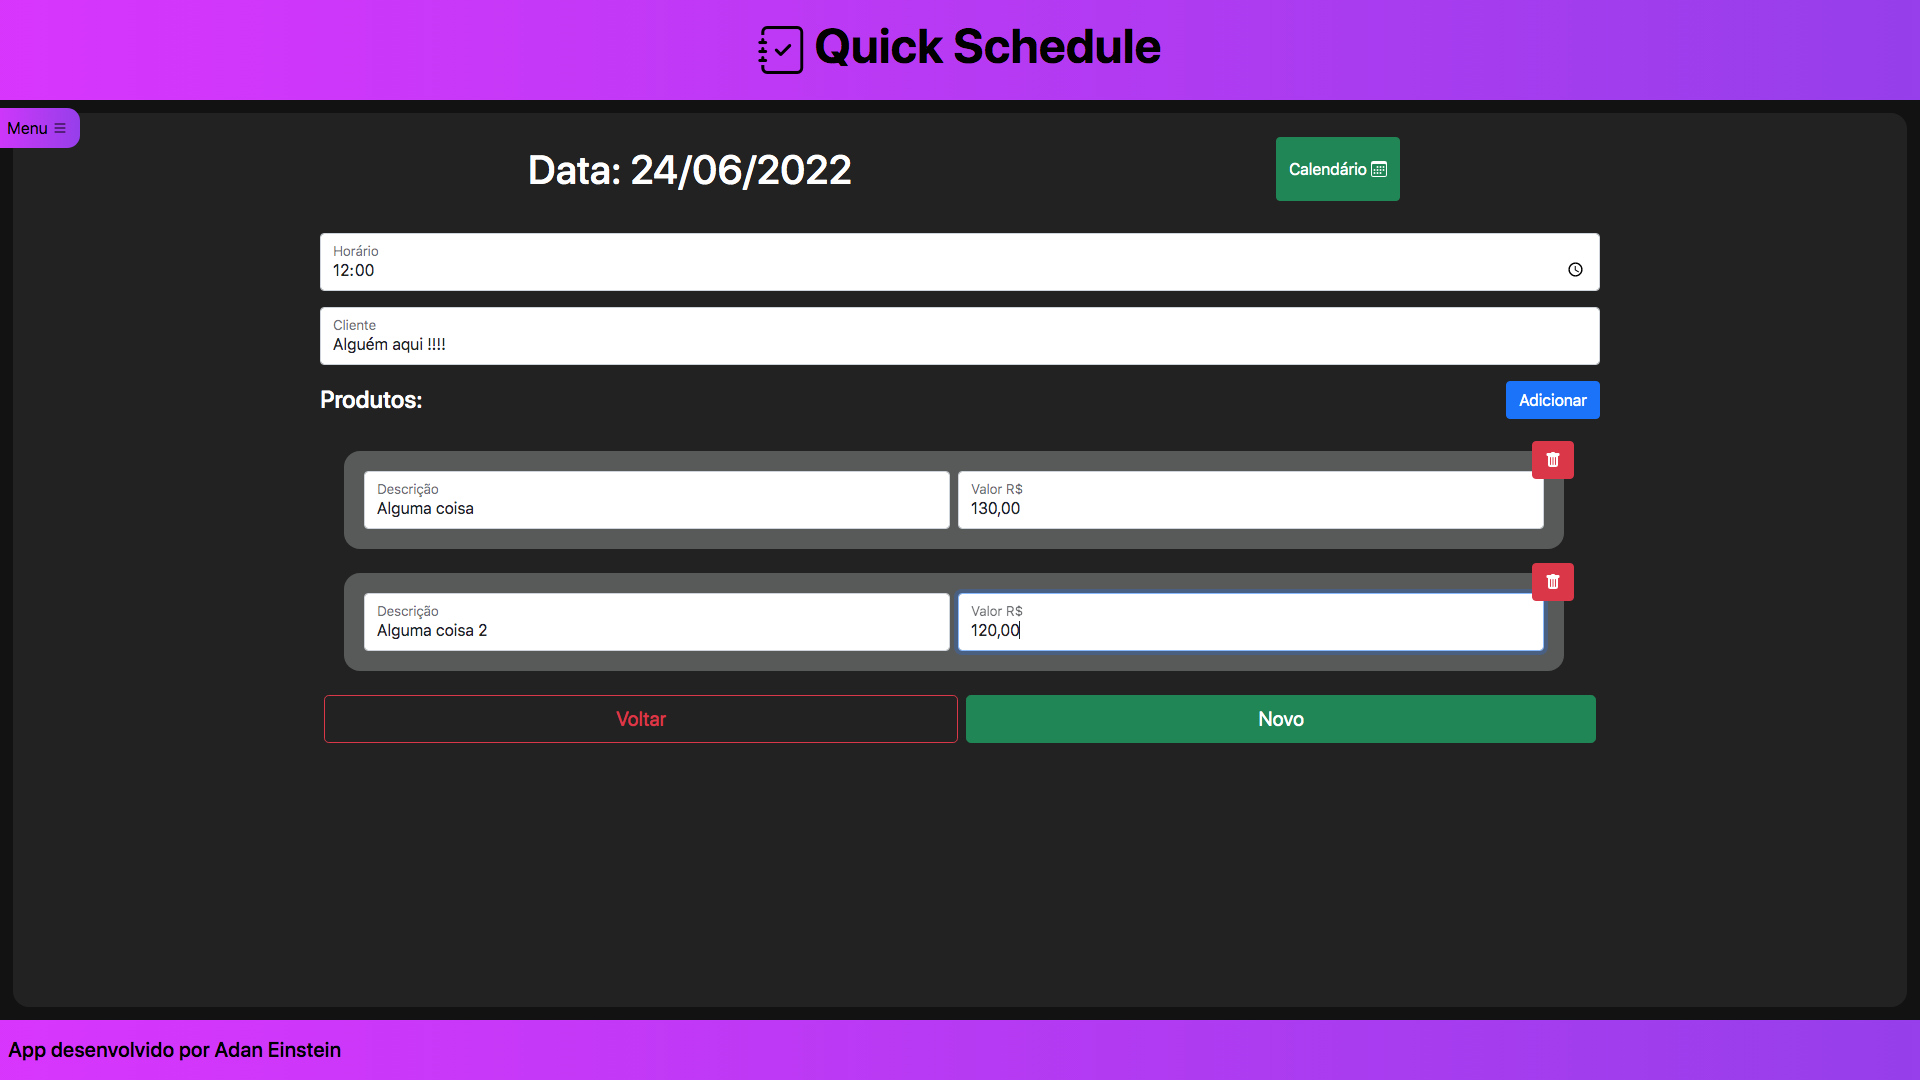 Quick Schedule
Menu
Data: 24/06/2022
Calendário
Horário
12:00
Cliente
Alguém aqui !!!!
Produtos:
Adicionar
Descrição
Alguma coisa
Valor R$
130,00
Descrição
Alguma coisa 2
Valor R$
120,00
Voltar
Novo
App desenvolvido por Adan Einstein